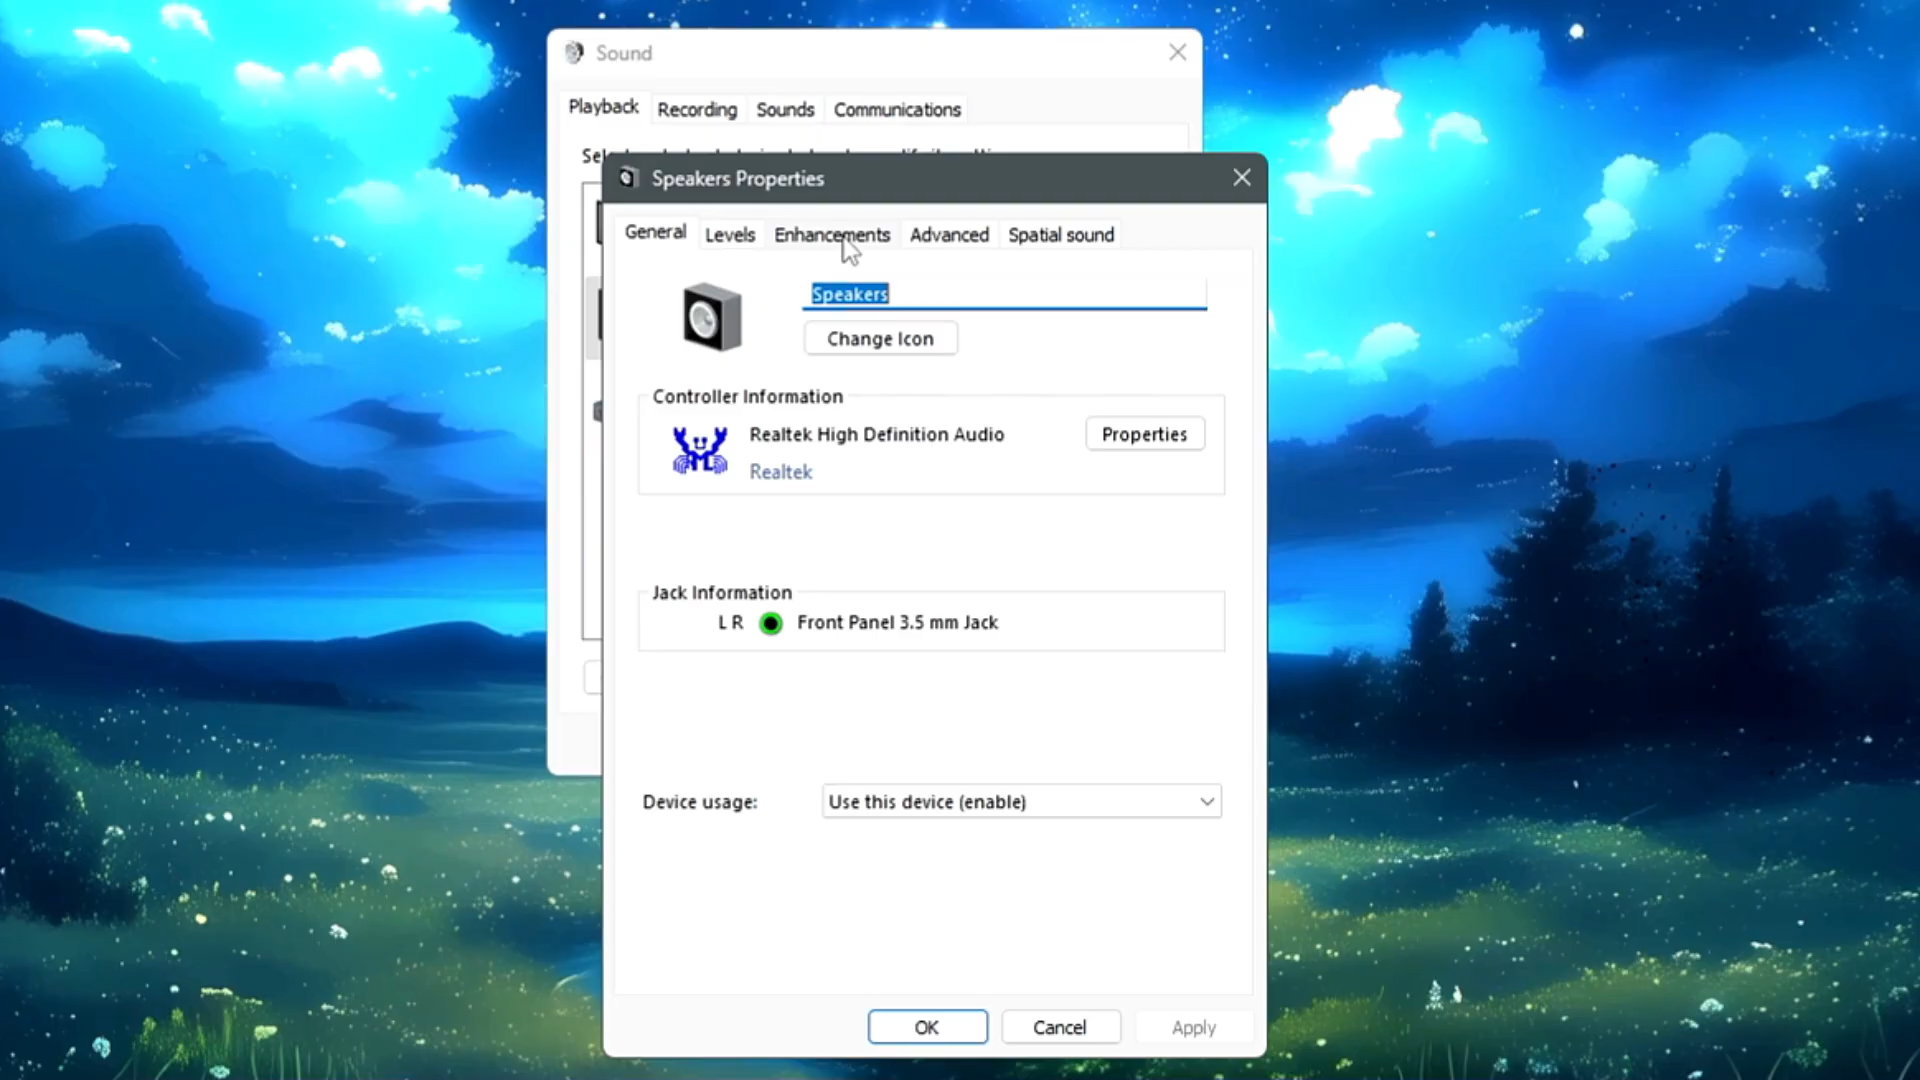 Sound
Playback Recording Sounds Communications
Speakers Properties
General Levels Enhancements Advanced Spatial sound
Speakers
Change Icon
Controller Information
Realtek High Definition Audio Properties
Realtek
Jack Information
L R Front Panel 3.5 mm Jack
Device usage: Use this device (enable)
OK Cancel Apply